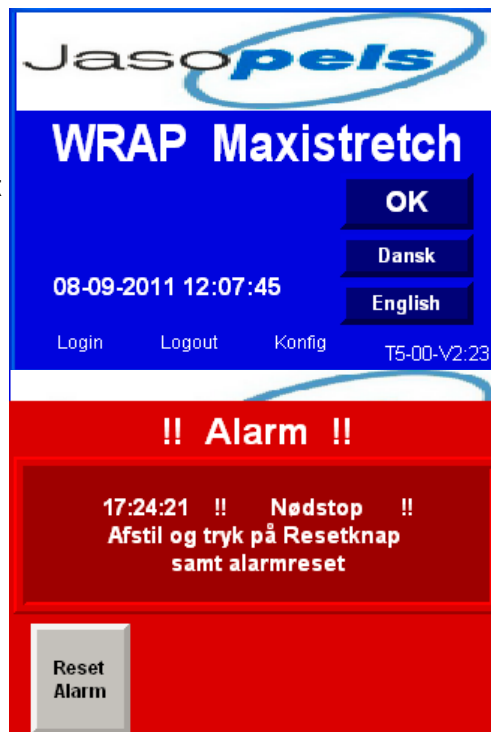 Jasopels
WRAP Maxistretch
OK
Dansk
08-09-2011 12:07:45
English
Login Logout Konfig T5-00-V2:23
!! Alarm !!
17:24:21 !! Nødstop !!
Afstil og tryk på Resetknap
samt alarmreset
Reset
Alarm